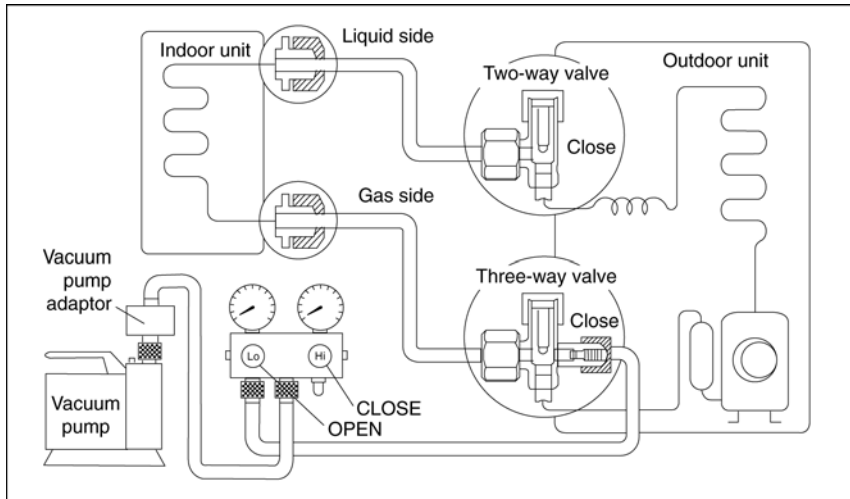 Liquid side
Indoor unit
Two-way valve
Outdoor unit
Close
Gas side
Vacuum
pump
adaptor
Three-way valve
Close
Lo
Hi
CLOSE
OPEN
Vacuum
pump